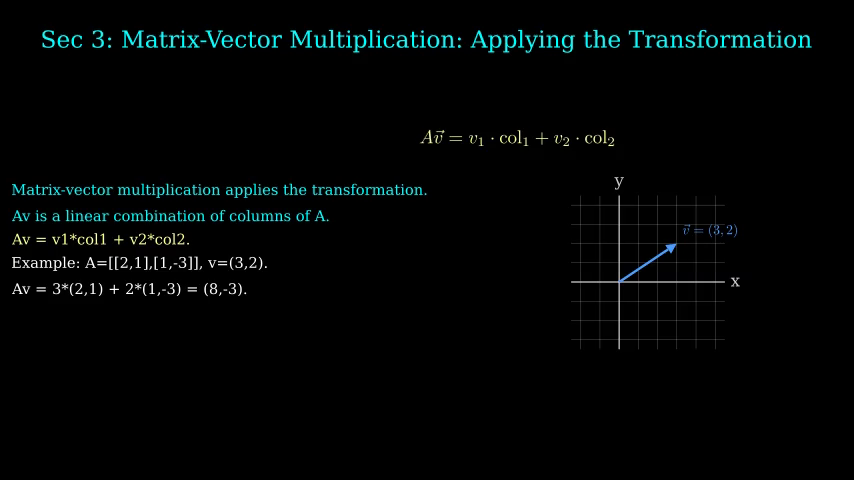 Sec 3: Matrix-Vector Multiplication: Applying the Transformation
A\vec{v} = v₁ · col₁ + v₂ · col₂
Matrix-vector multiplication applies the transformation.
Av is a linear combination of columns of A.
Av = v1*col1 + v2*col2.
Example: A=[[2,1],[1,-3]], v=(3,2).
Av = 3*(2,1) + 2*(1,-3) = (8,-3).
y
\vec{v} = (3, 2)
x